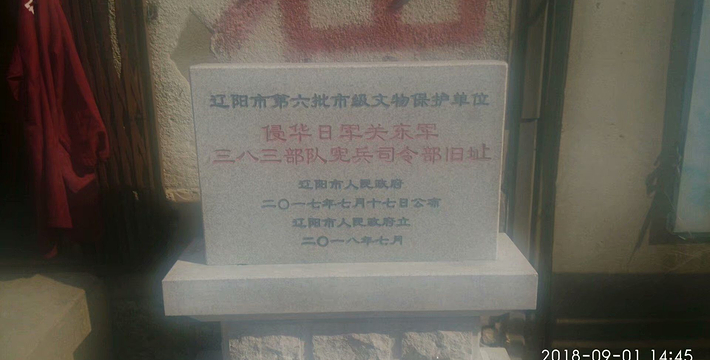 辽阳市第六批市级文物保护单位
侵华日军关东军
三八三部队宪兵司令部旧址
辽阳市人民政府
二〇一七年七月十七日公布
辽阳市人民政府立
二〇一八年七月
2018-09-01 14:45